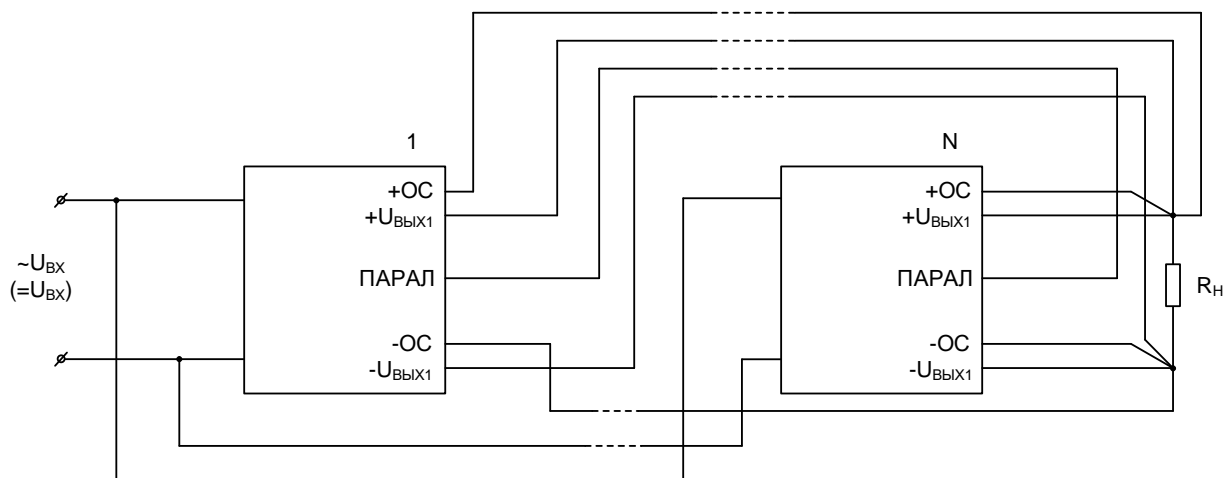 1
N
+ОС
+UВЫХ1
ПАРАЛ
-ОС
-UВЫХ1
~UВХ
(=UВХ)
+ОС
+UВЫХ1
ПАРАЛ
-ОС
-UВЫХ1
RН